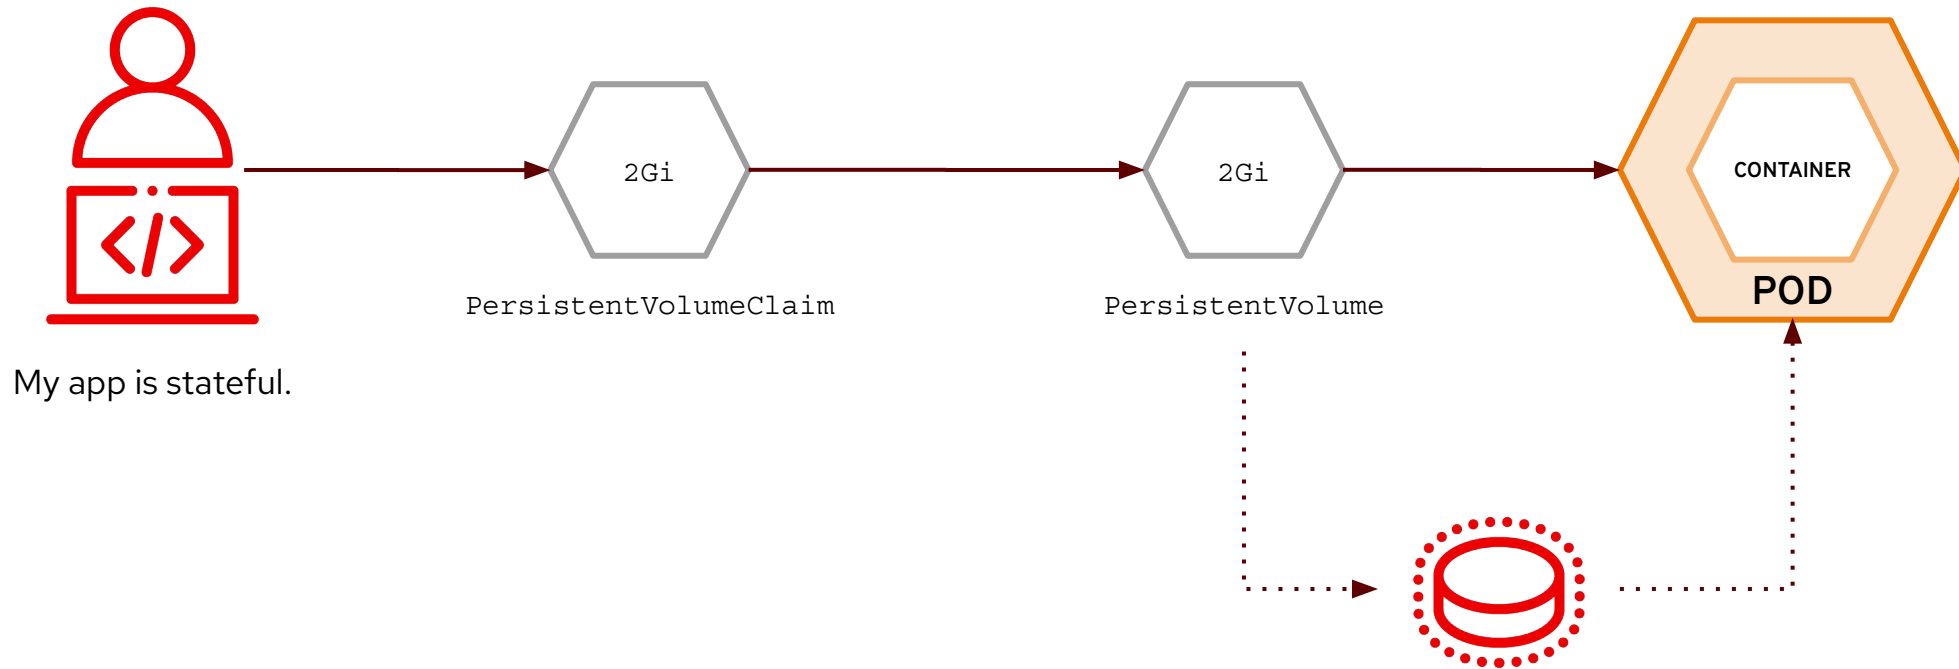 2Gi
2Gi
CONTAINER
POD
PersistentVolumeClaim
PersistentVolume
My app is stateful.